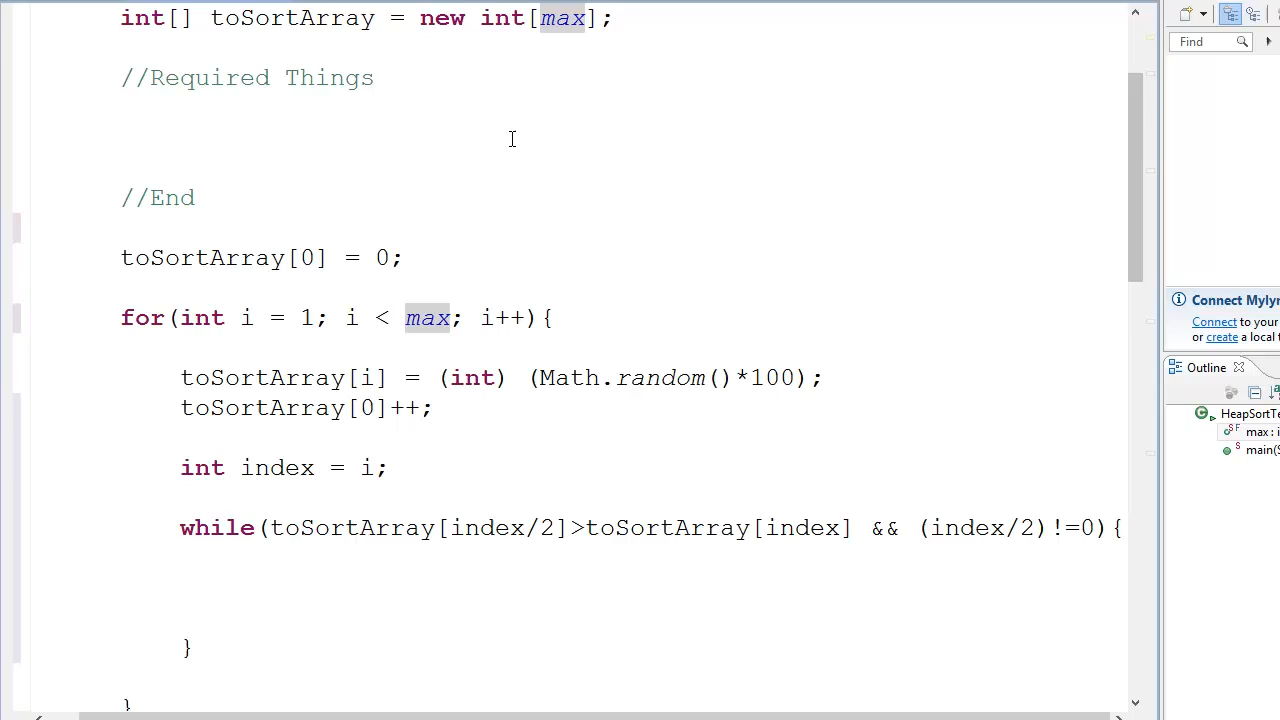 int[] toSortArray = new int[max];
//Required Things
//End
toSortArray[0] = 0;
for(int i = 1; i < max; i++){
toSortArray[i] = (int) (Math.random()*100);
toSortArray[0]++;
int index = i;
while(toSortArray[index/2]>toSortArray[index] && (index/2)!=0){
}
}
Find
Connect Mylyn
Connect to your
or create a local t
Outline
HeapSortTe
max : i
main(S